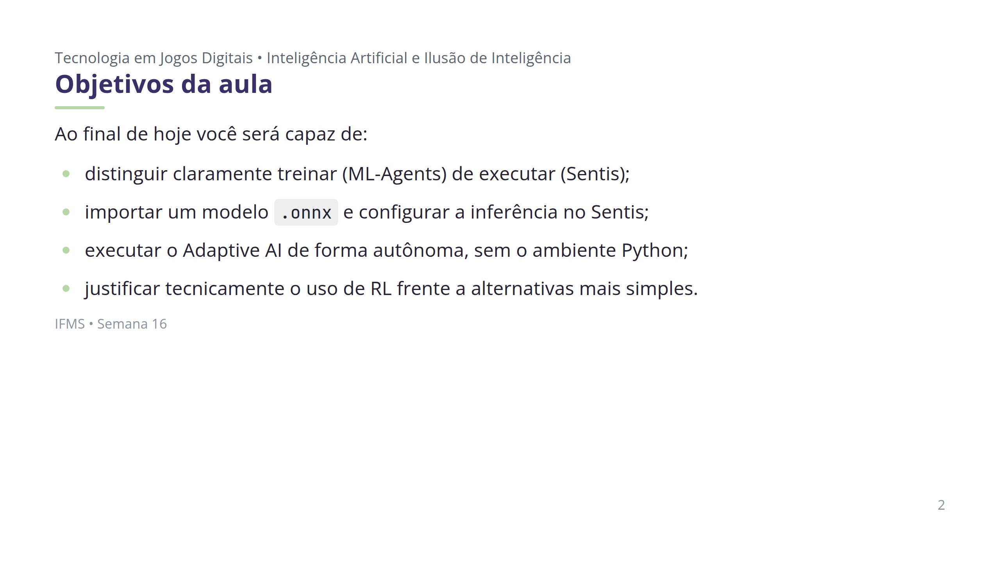 Tecnologia em Jogos Digitais • Inteligência Artificial e Ilusão de Inteligência
Objetivos da aula
Ao final de hoje você será capaz de:
• distinguir claramente treinar (ML-Agents) de executar (Sentis);
• importar um modelo .onnx e configurar a inferência no Sentis;
• executar o Adaptive AI de forma autônoma, sem o ambiente Python;
• justificar tecnicamente o uso de RL frente a alternativas mais simples.
IFMS • Semana 16
2